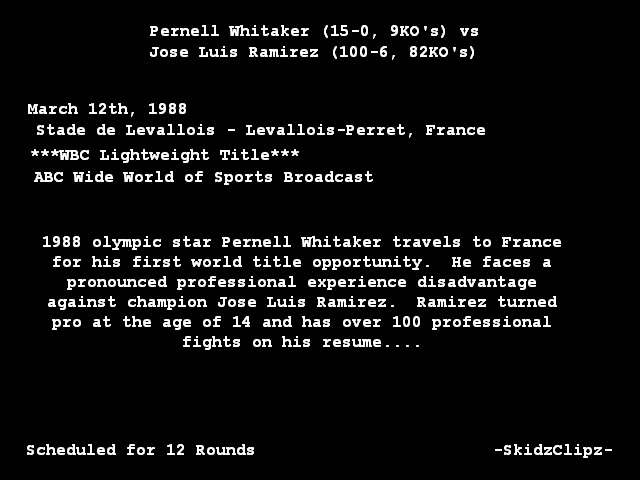 Pernell Whitaker (15-0, 9KO's) vs
Jose Luis Ramirez (100-6, 82KO's)
March 12th, 1988
Stade de Levallois - Levallois-Perret, France
***WBC Lightweight Title***
ABC Wide World of Sports Broadcast
1988 olympic star Pernell Whitaker travels to France
for his first world title opportunity.  He faces a
pronounced professional experience disadvantage
against champion Jose Luis Ramirez.  Ramirez turned
pro at the age of 14 and has over 100 professional
fights on his resume....
Scheduled for 12 Rounds
-SkidzClipz-